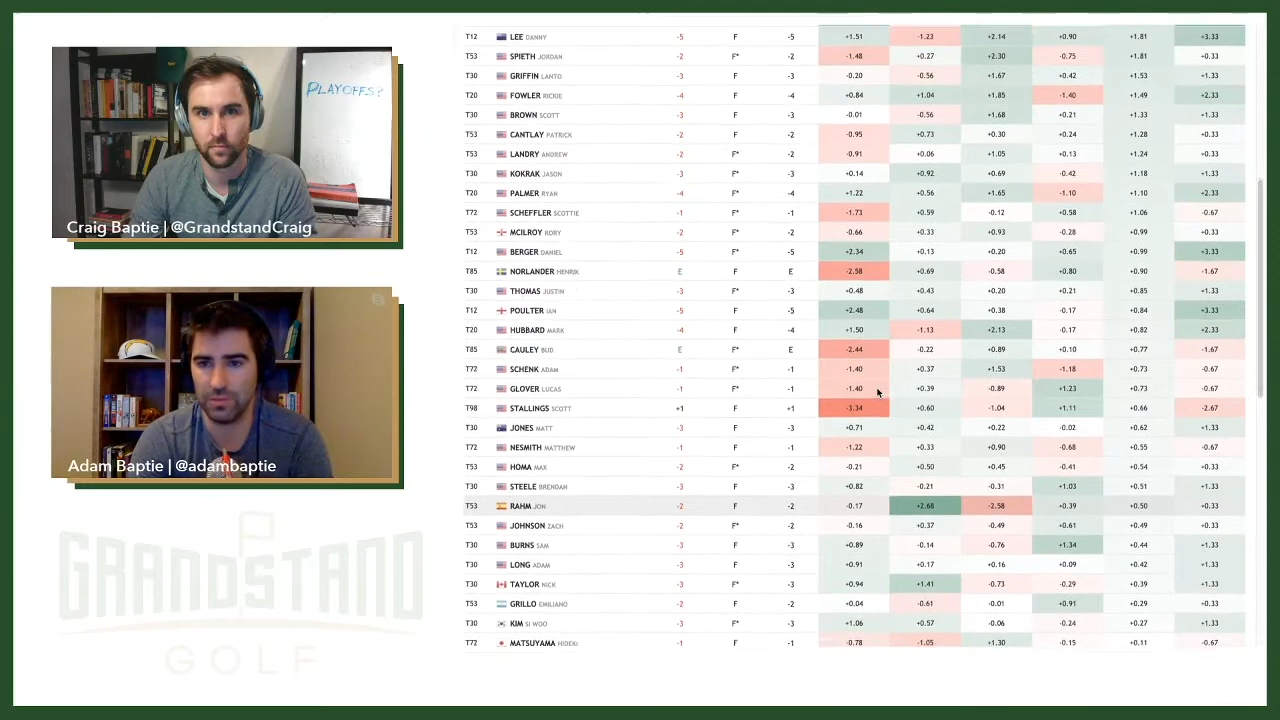 PLAYOFFS?
Craig Baptie | @GrandstandCraig
Adam Baptie | @adambaptie
GRANDSTAND
GOLF
T12 LEE DANNY -5 F -5 +1.51 -1.23 +2.14 +0.90 +1.81 +3.33
T53 SPIETH JORDAN -2 F* -2 -1.48 +0.27 +2.30 -0.75 +1.81 +0.33
T30 GRIFFIN LANTO -3 F -3 -0.20 -0.56 +1.67 +0.42 +1.53 +1.33
T20 FOWLER RICKIE -4 F -4 +0.84 +1.04 +1.85 -1.40 +1.49 +2.33
T30 BROWN SCOTT -3 F -3 -0.01 -0.56 +1.68 +0.21 +1.33 +1.33
T53 CANTLAY PATRICK -2 F -2 -0.95 +0.73 +0.30 +0.24 +1.28 +0.33
T53 LANDRY ANDREW -2 F* -2 -0.91 +0.06 +1.05 +0.13 +1.24 +0.33
T30 KOKRAK JASON -3 F* -3 +0.14 +0.92 +0.69 -0.42 +1.18 +1.33
T20 PALMER RYAN -4 F* -4 +1.22 +0.56 +1.65 -1.10 +1.10 +2.33
T72 SCHEFFLER SCOTTIE -1 F* -1 -1.73 +0.59 -0.12 +0.58 +1.06 -0.67
T53 MCILROY RORY -2 F* -2 -0.66 +0.33 +0.93 -0.28 +0.99 +0.33
T12 BERGER DANIEL -5 F* -5 +2.34 +0.13 +0.20 +0.65 +0.99 +3.33
T85 NORLANDER HENRIK E F E -2.58 +0.69 -0.58 +0.80 +0.90 -1.67
T30 THOMAS JUSTIN -3 F* -3 +0.48 +0.43 +0.20 +0.21 +0.85 +1.33
T12 POULTER IAN -5 F -5 +2.48 +0.64 +0.38 -0.17 +0.84 +3.33
T20 HUBBARD MARK -4 F -4 +1.50 -1.13 +2.13 -0.17 +0.82 +2.33
T85 CAULEY BUD E F* E -2.44 -0.22 +0.89 +0.10 +0.77 -1.67
T72 SCHENK ADAM -1 F* -1 -1.40 +0.37 +1.53 -1.18 +0.73 -0.67
T72 GLOVER LUCAS -1 F* -1 -1.40 +0.39 -0.89 +1.23 +0.73 -0.67
T98 STALLINGS SCOTT +1 F +1 -3.34 +0.60 -1.04 +1.11 +0.66 -2.67
T30 JONES MATT -3 F -3 +0.71 +0.42 +0.22 -0.02 +0.62 +1.33
T72 NESMITH MATTHEW -1 F -1 -1.22 +0.33 +0.90 -0.68 +0.55 -0.67
T53 HOMA MAX -2 F* -2 -0.21 +0.50 +0.45 -0.41 +0.54 +0.33
T30 STEELE BRENDAN -3 F -3 +0.82 -0.21 -0.31 +1.03 +0.51 +1.33
T53 RAHM JON -2 F -2 -0.17 +2.68 -2.58 +0.39 +0.50 +0.33
T53 JOHNSON ZACH -2 F* -2 -0.16 +0.37 -0.49 +0.61 +0.49 +0.33
T30 BURNS SAM -3 F -3 +0.89 -0.14 -0.76 +1.34 +0.44 +1.33
T30 LONG ADAM -3 F -3 +0.91 +0.17 +0.16 +0.09 +0.42 +1.33
T30 TAYLOR NICK -3 F* -3 +0.94 +1.41 -0.73 -0.29 +0.39 +1.33
T53 GRILLO EMILIANO -2 F -2 +0.04 -0.61 -0.01 +0.91 +0.29 +0.33
T30 KIM SI WOO -3 F* -3 +1.06 +0.57 -0.06 -0.24 +0.27 +1.33
T72 MATSUYAMA HIDEKI -1 F -1 -0.78 -1.05 +1.30 -0.15 +0.11 -0.67